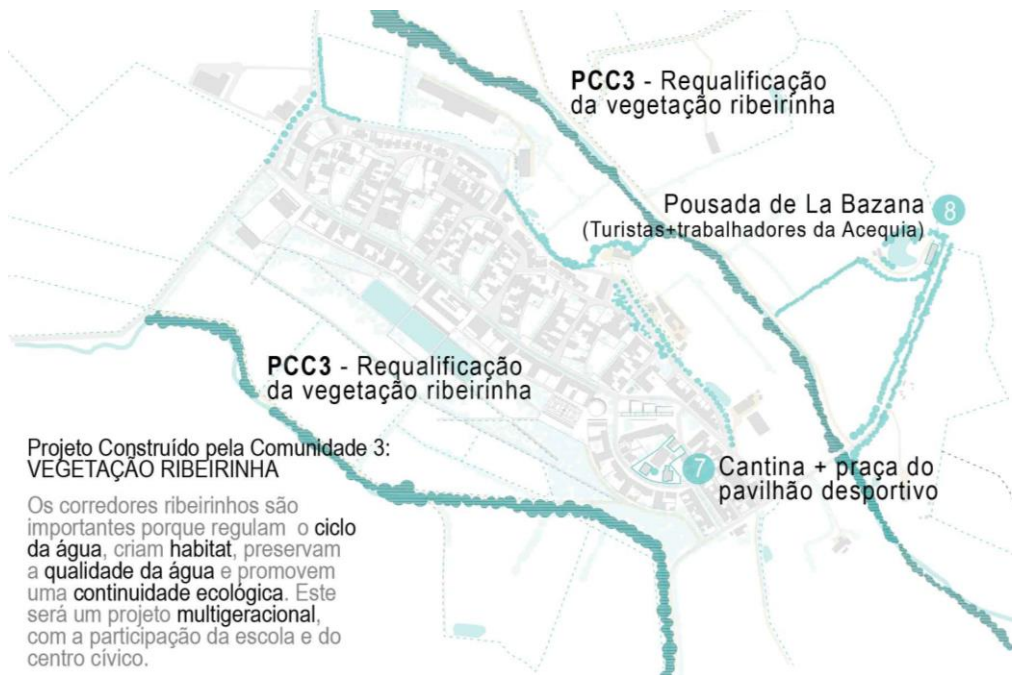 PCC3 - Requalificação
da vegetação ribeirinha
Pousada de La Bazana
8
(Turistas+trabalhadores da Acequia)
PCC3 - Requalificação
da vegetação ribeirinha
Projeto Construído pela Comunidade 3:
VEGETAÇÃO RIBEIRINHA
7
Cantina + praça do
pavilhão desportivo
Os corredores ribeirinhos são
importantes porque regulam o ciclo
da água, criam habitat, preservam
a qualidade da água e promovem
uma continuidade ecológica. Este
será um projeto multigeracional,
com a participação da escola e do
centro cívico.